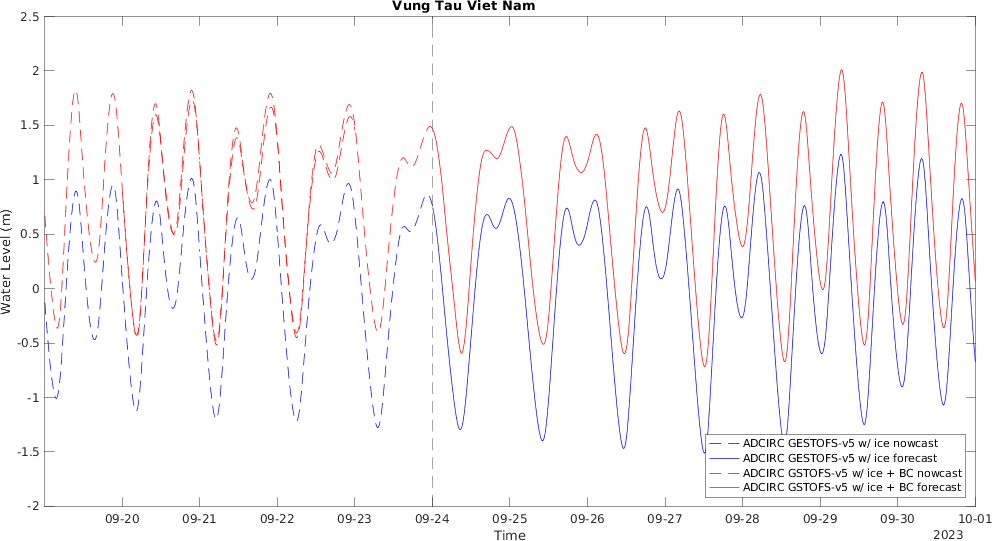 Vung Tau Viet Nam
2.5
2
1.5
1
0.5
0
-0.5
-1
-1.5
-2
Water Level (m)
ADCIRC GESTOFS-v5 w/ ice nowcast
ADCIRC GESTOFS-v5 w/ ice forecast
ADCIRC GSTOFS-v5 w/ ice + BC nowcast
ADCIRC GSTOFS-v5 w/ ice + BC forecast
09-20 09-21 09-22 09-23 09-24 09-25 09-26 09-27 09-28 09-29 09-30 10-01
Time
2023